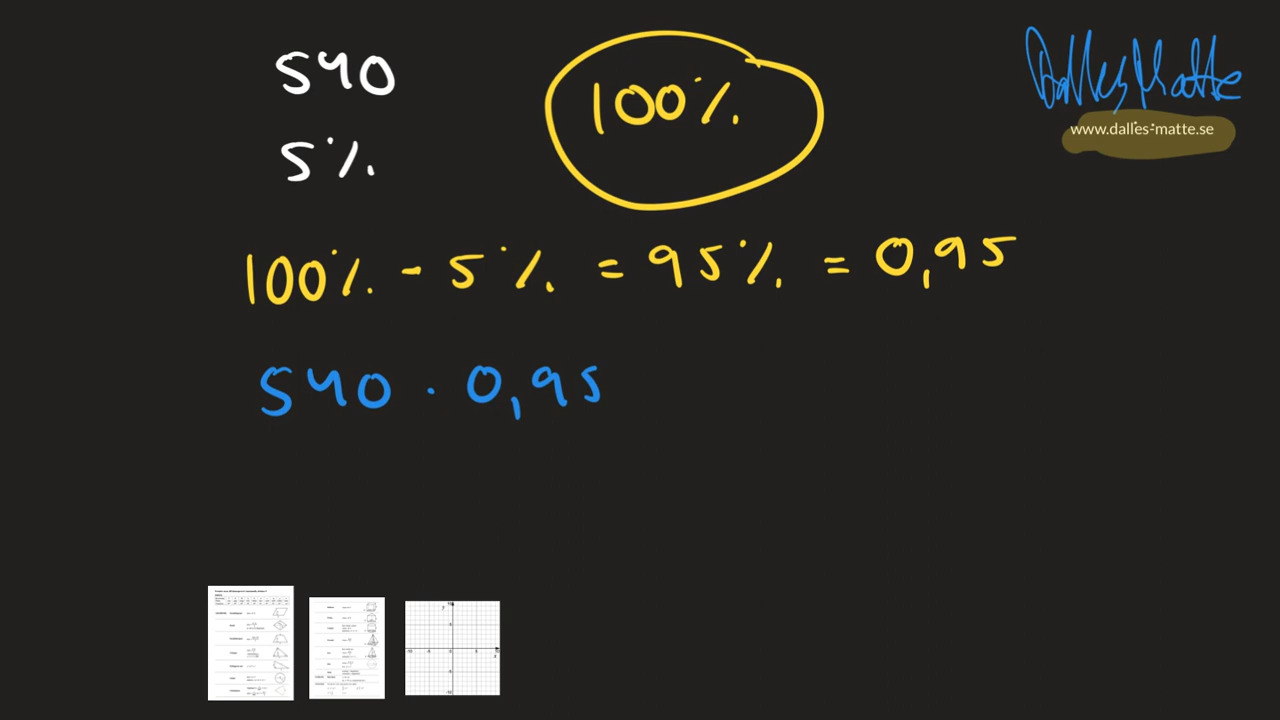 540
5%
100%
Dalles Matte
www.dalles-matte.se
100% - 5% = 95% = 0,95
540 · 0,95